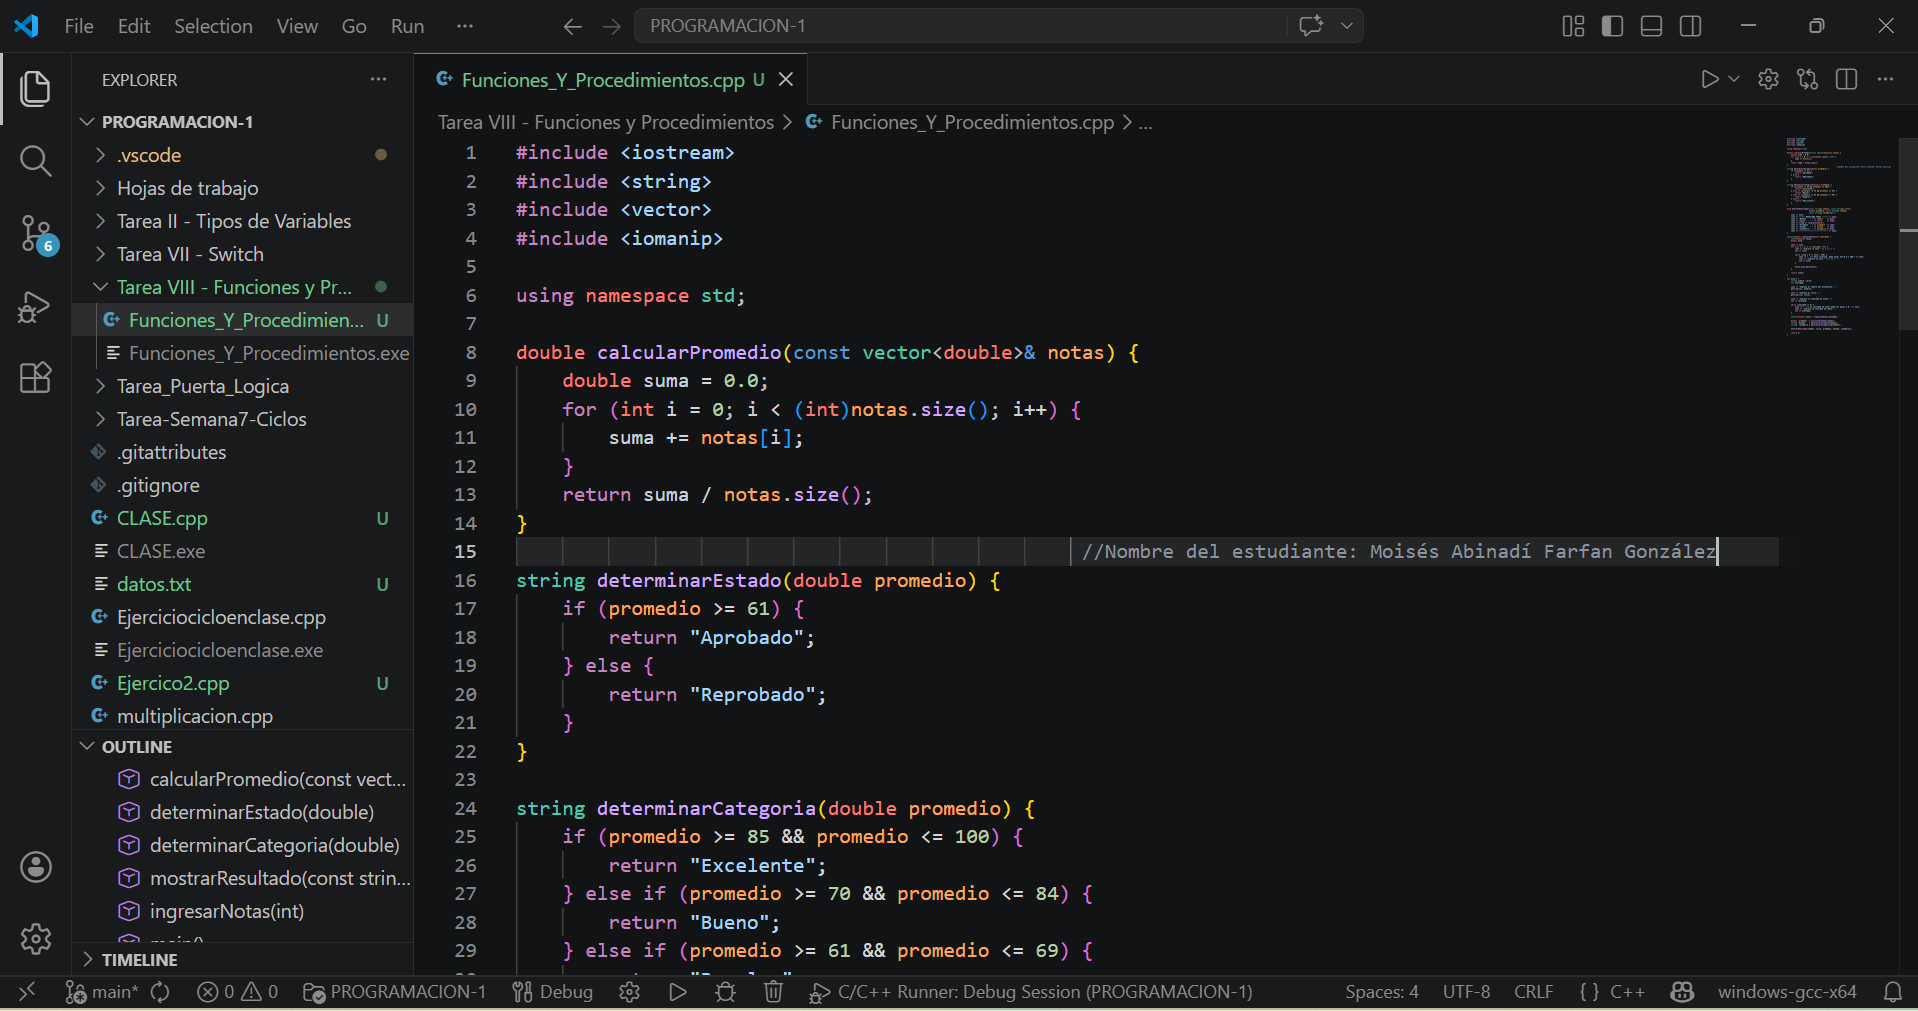 File Edit Selection View Go Run ... PROGRAMACION-1
EXPLORER ...
PROGRAMACION-1
.vscode
Hojas de trabajo
Tarea II - Tipos de Variables
Tarea VII - Switch
Tarea VIII - Funciones y Pr...
Funciones_Y_Procedimien... U
Funciones_Y_Procedimientos.exe
Tarea_Puerta_Logica
Tarea-Semana7-Ciclos
.gitattributes
.gitignore
CLASE.cpp U
CLASE.exe
datos.txt U
Ejerciciocicloenclase.cpp
Ejerciciocicloenclase.exe
Ejercico2.cpp U
multiplicacion.cpp
OUTLINE
calcularPromedio(const vect...
determinarEstado(double)
determinarCategoria(double)
mostrarResultado(const strin...
ingresarNotas(int)
main()
TIMELINE
6
Funciones_Y_Procedimientos.cpp U
Tarea VIII - Funciones y Procedimientos > Funciones_Y_Procedimientos.cpp > ...
1 #include <iostream>
2 #include <string>
3 #include <vector>
4 #include <iomanip>
5
6 using namespace std;
7
8 double calcularPromedio(const vector<double>& notas) {
9 double suma = 0.0;
10 for (int i = 0; i < (int)notas.size(); i++) {
11 suma += notas[i];
12 }
13 return suma / notas.size();
14 }
15 //Nombre del estudiante: Moisés Abinadí Farfan González
16 string determinarEstado(double promedio) {
17 if (promedio >= 61) {
18 return "Aprobado";
19 } else {
20 return "Reprobado";
21 }
22 }
23
24 string determinarCategoria(double promedio) {
25 if (promedio >= 85 && promedio <= 100) {
26 return "Excelente";
27 } else if (promedio >= 70 && promedio <= 84) {
28 return "Bueno";
29 } else if (promedio >= 61 && promedio <= 69) {
main* 0 0 PROGRAMACION-1 Debug C/C++ Runner: Debug Session (PROGRAMACION-1) Spaces: 4 UTF-8 CRLF {} C++ windows-gcc-x64